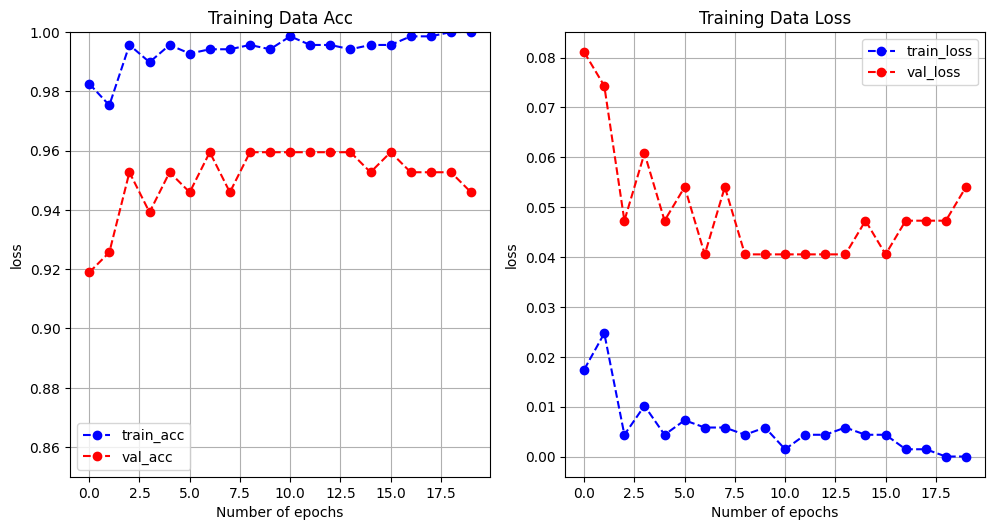 Training Data Acc
1.00
0.98
0.96
0.94
0.92
0.90
0.88
0.86
loss
train_acc
val_acc
0.0 2.5 5.0 7.5 10.0 12.5 15.0 17.5
Number of epochs
Training Data Loss
0.08
0.07
0.06
0.05
0.04
0.03
0.02
0.01
0.00
loss
train_loss
val_loss
0.0 2.5 5.0 7.5 10.0 12.5 15.0 17.5
Number of epochs